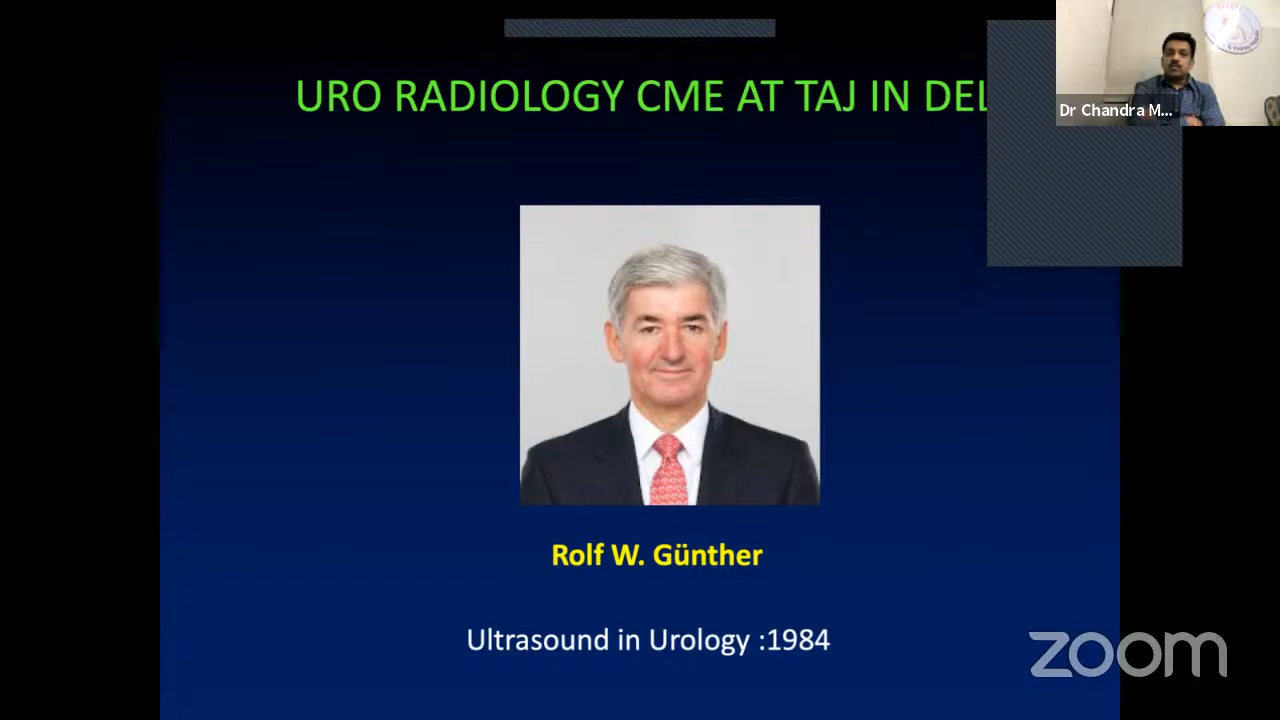 URO RADIOLOGY CME AT TAJ IN DEL
Dr Chandra M...
Rolf W. Günther
Ultrasound in Urology :1984
zoom